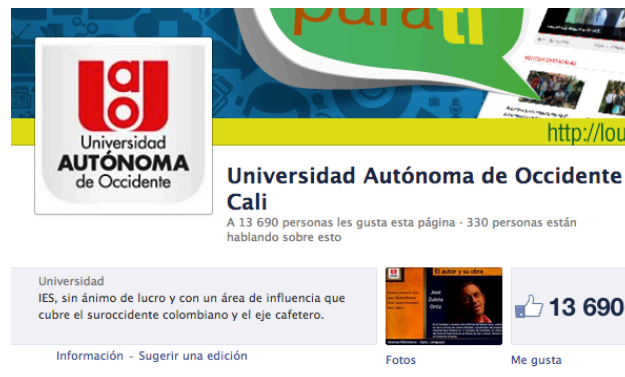 para
ti
http://lou
Universidad
AUTÓNOMA
de Occidente
Universidad Autónoma de Occidente
Cali
A 13 690 personas les gusta esta página · 330 personas están
hablando sobre esto
Universidad
IES, sin ánimo de lucro y con un área de influencia que
cubre el suroccidente colombiano y el eje cafetero.
El autor y su obra
José
Zuleta
Ortiz
13 690
Información – Sugerir una edición
Fotos
Me gusta